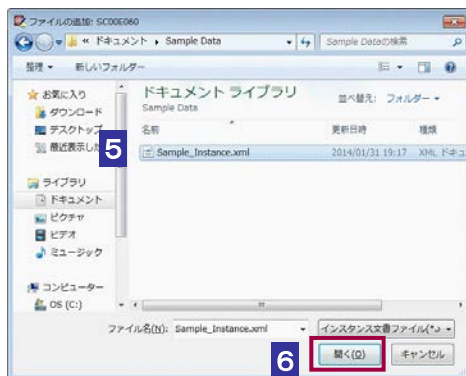 ファイルの追加: SC00E060
« ドキュメント ▸ Sample Data
Sample Dataの検索
整理 ▾ 新しいフォルダー
お気に入り
ダウンロード
デスクトップ
最近表示した
ライブラリ
ドキュメント
ピクチャ
ビデオ
ミュージック
コンピューター
OS (C:)
ドキュメント ライブラリ
Sample Data
並べ替え: フォルダー ▾
名前 更新日時 種類
5
Sample_Instance.xml 2014/01/31 19:17 XML ドキュ
ファイル名(N): Sample_Instance.xml
インスタンス文書ファイル(*.
6
開く(O) キャンセル